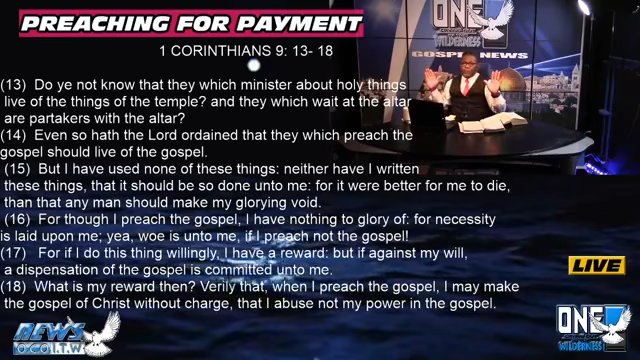 PREACHING FOR PAYMENT
1 CORINTHIANS 9: 13- 18
(13) Do ye not know that they which minister about holy things
live of the things of the temple? and they which wait at the altar
are partakers with the altar?
(14) Even so hath the Lord ordained that they which preach the
gospel should live of the gospel.
(15) But I have used none of these things: neither have I written
these things, that it should be so done unto me: for it were better for me to die,
than that any man should make my glorying void.
(16) For though I preach the gospel, I have nothing to glory of: for necessity
is laid upon me; yea, woe is unto me, if I preach not the gospel!
(17) For if I do this thing willingly, I have a reward: but if against my will,
a dispensation of the gospel is committed unto me.
(18) What is my reward then? Verily that, when I preach the gospel, I may make
the gospel of Christ without charge, that I abuse not my power in the gospel.
ONE
WILDERNESS
GOSPEL NEWS
LIVE
NEWS
O.C.O.I.T.W
ONE
WILDERNESS